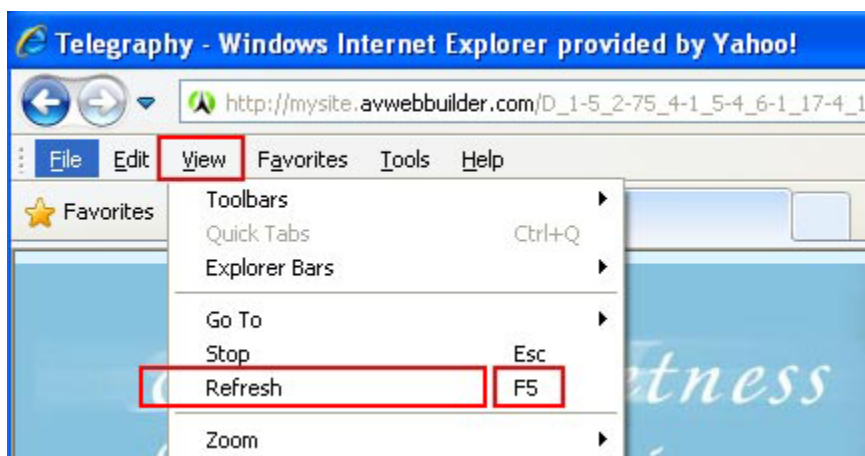 Telegraphy - Windows Internet Explorer provided by Yahoo!
http://mysite.avwebbuilder.com/D_1-5_2-75_4-1_5-4_6-1_17-4_1
File Edit View Favorites Tools Help
Favorites
Toolbars
Quick Tabs Ctrl+Q
Explorer Bars
Go To
Stop Esc
Refresh F5
Zoom